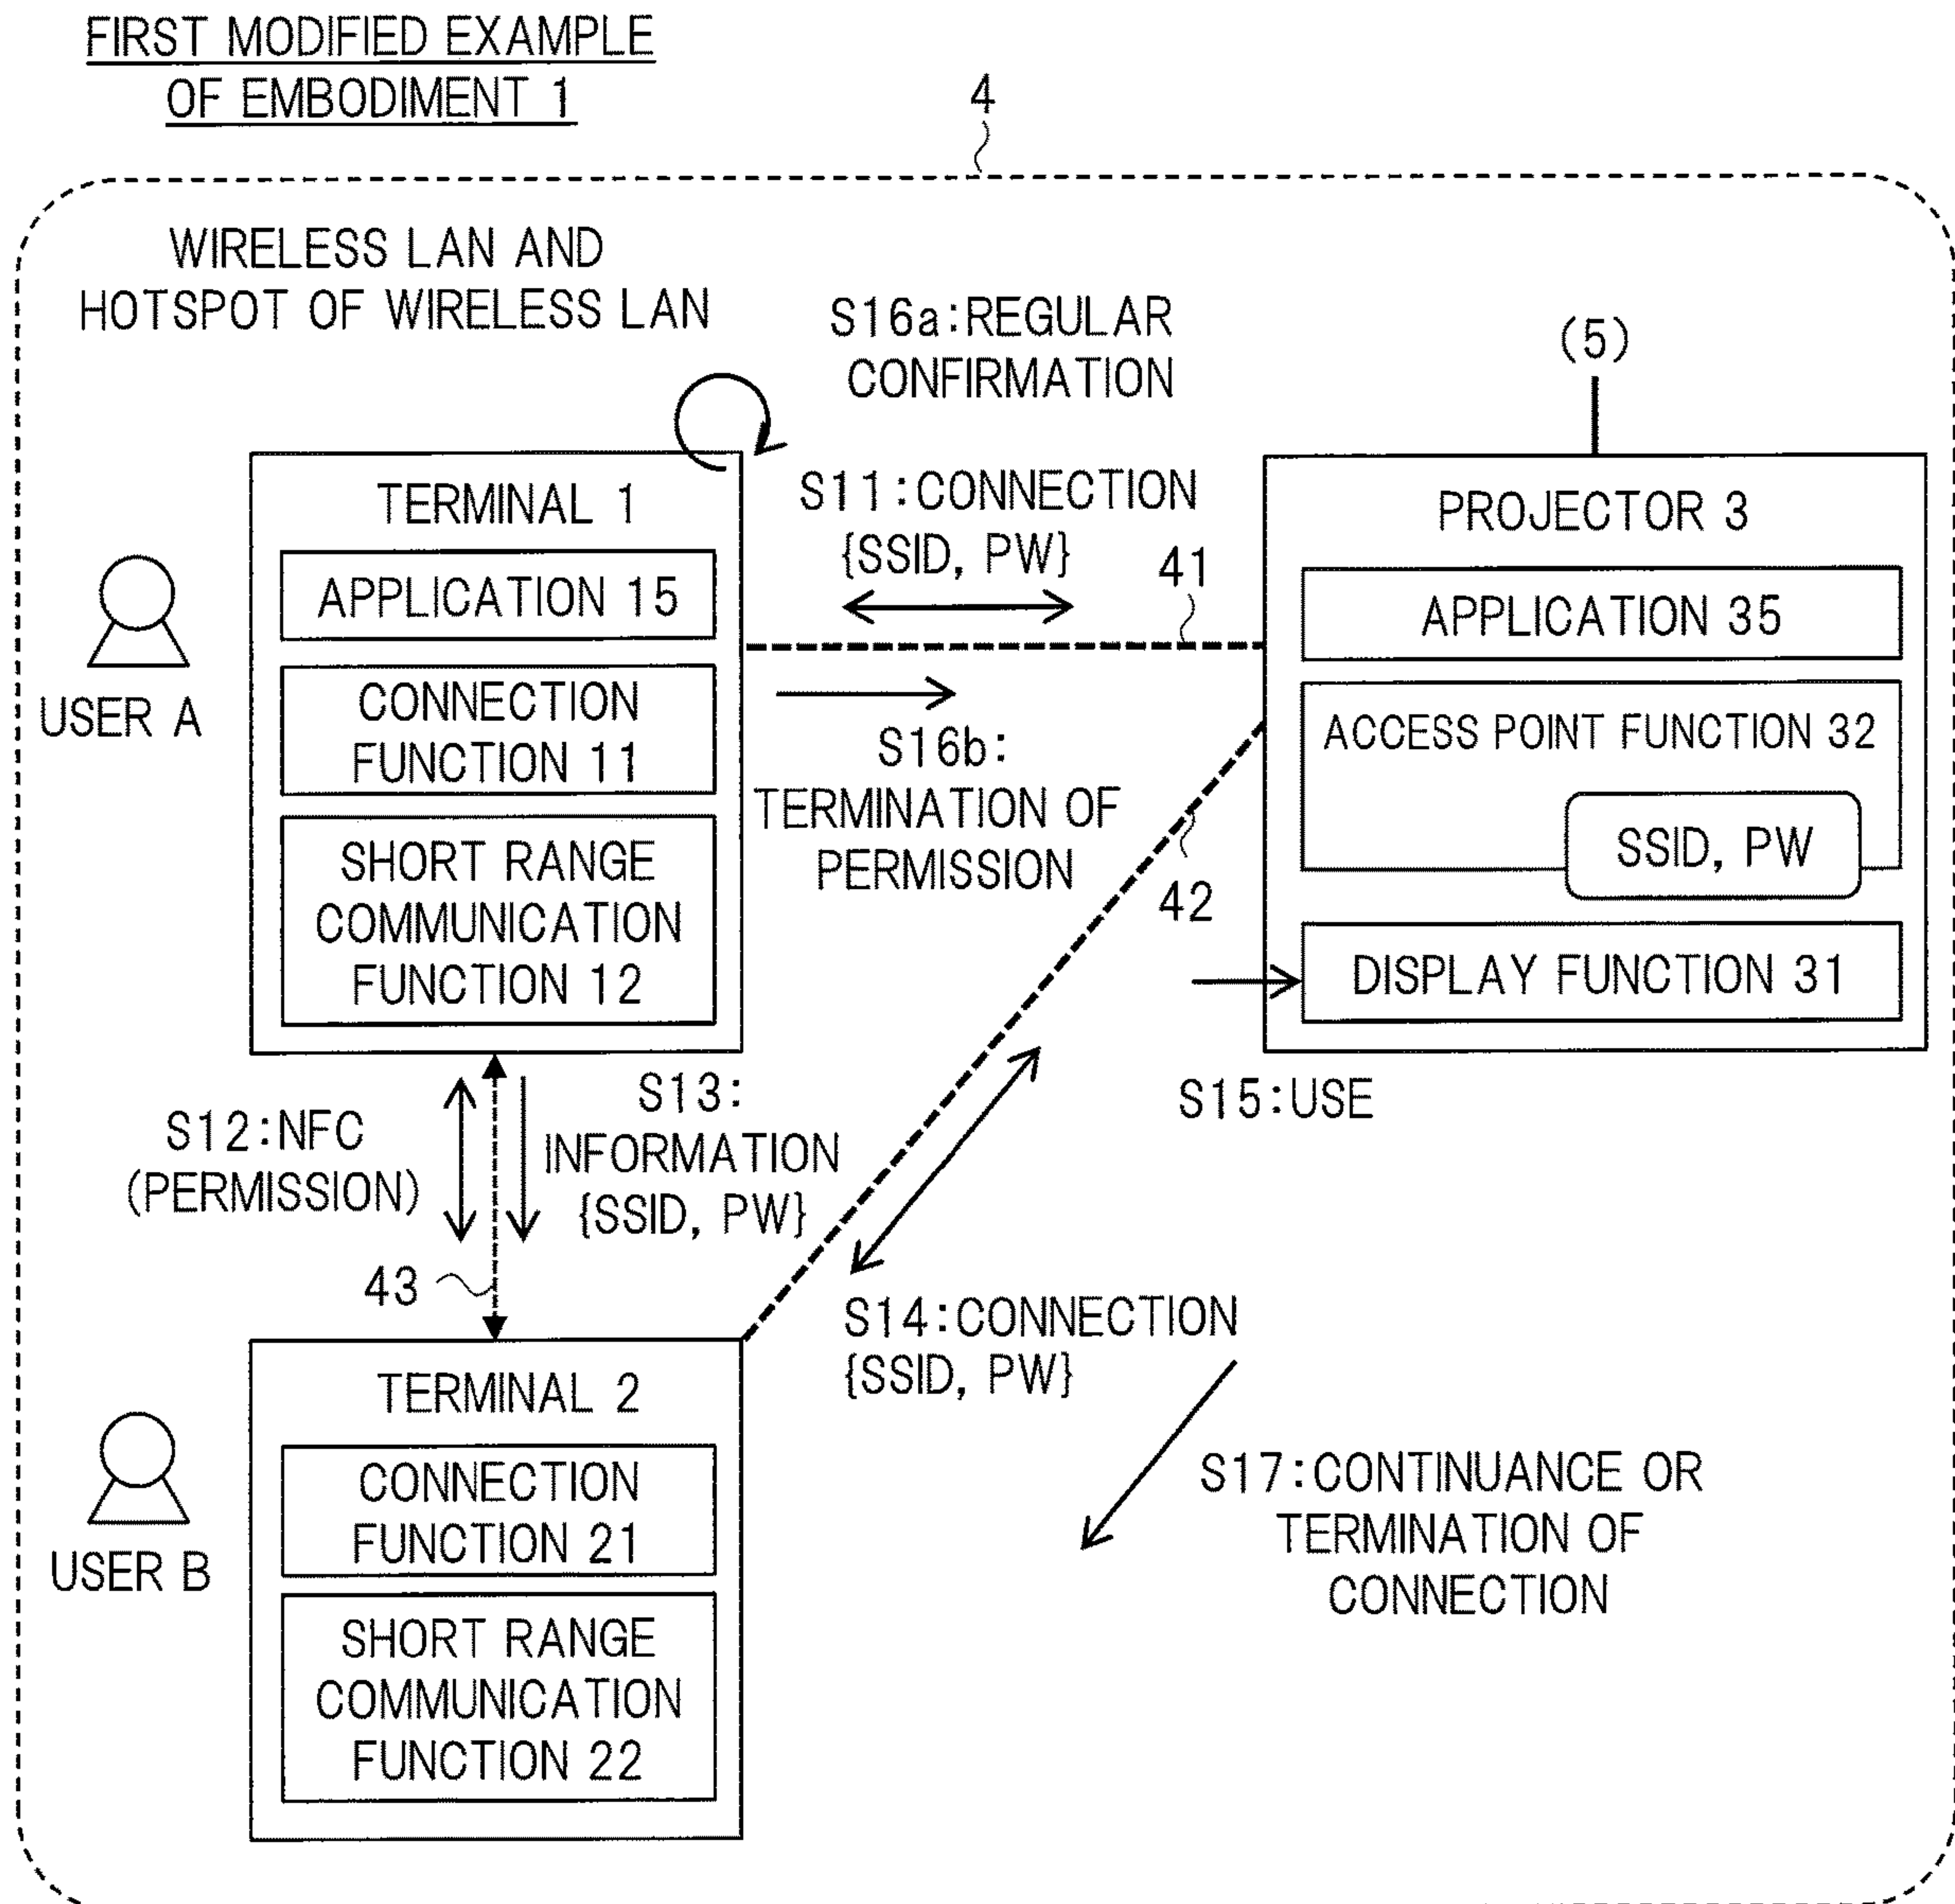 FIRST MODIFIED EXAMPLE
OF EMBODIMENT 1
4
WIRELESS LAN AND
HOTSPOT OF WIRELESS LAN
S16a:REGULAR
CONFIRMATION
(5)
TERMINAL 1
APPLICATION 15
CONNECTION
FUNCTION 11
SHORT RANGE
COMMUNICATION
FUNCTION 12
USER A
S11:CONNECTION
{SSID, PW}
41
S16b:
TERMINATION OF
PERMISSION
42
PROJECTOR 3
APPLICATION 35
ACCESS POINT FUNCTION 32
SSID, PW
DISPLAY FUNCTION 31
S15:USE
S12:NFC
(PERMISSION)
S13:
INFORMATION
{SSID, PW}
43
S14:CONNECTION
{SSID, PW}
TERMINAL 2
CONNECTION
FUNCTION 21
SHORT RANGE
COMMUNICATION
FUNCTION 22
USER B
S17:CONTINUANCE OR
TERMINATION OF
CONNECTION